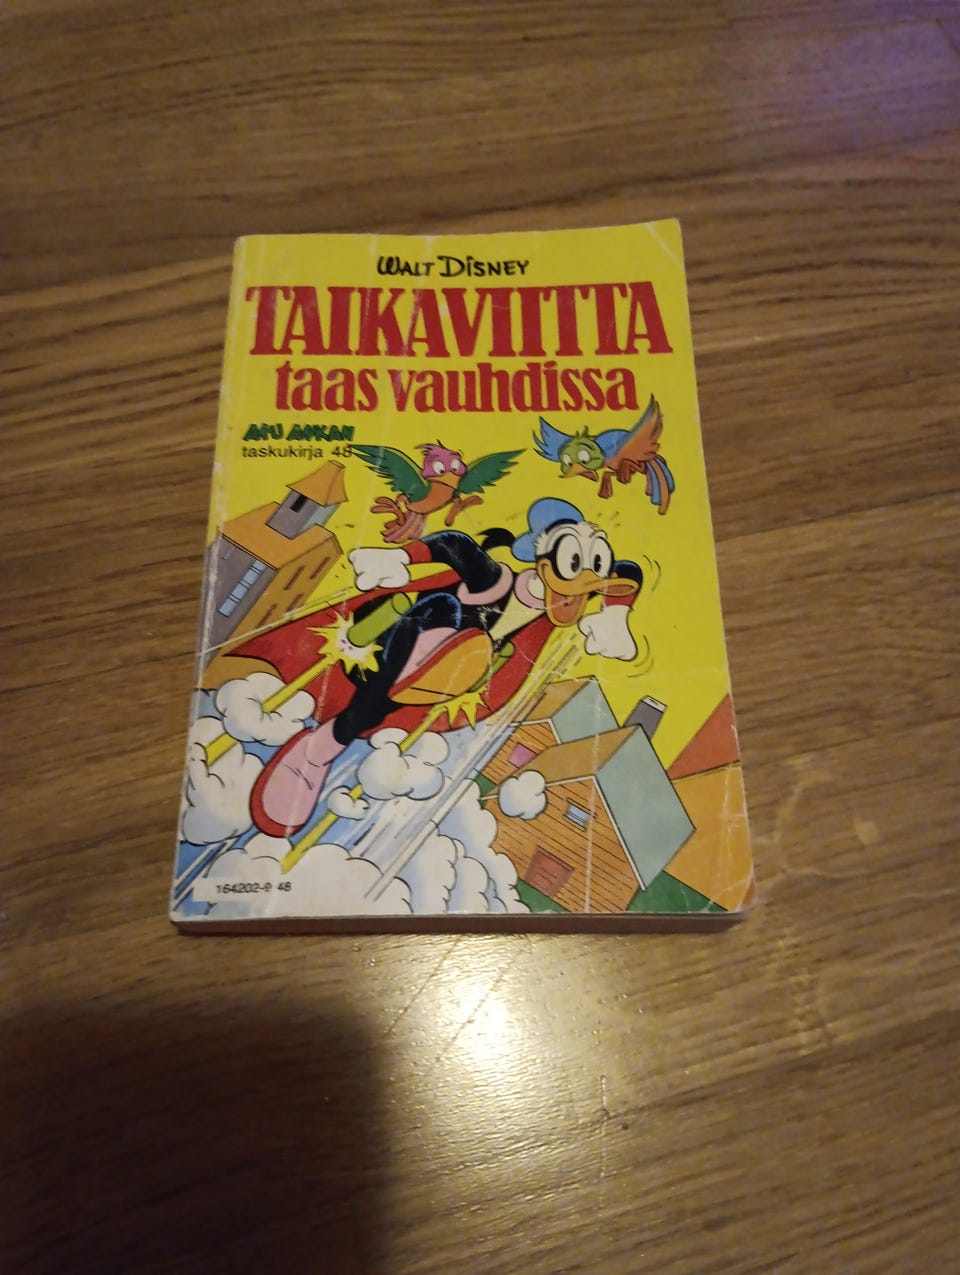 WALT DISNEY
TAIKAVIITTA
taas vauhdissa
AKU ANKAN
taskukirja 48
164202-9 48